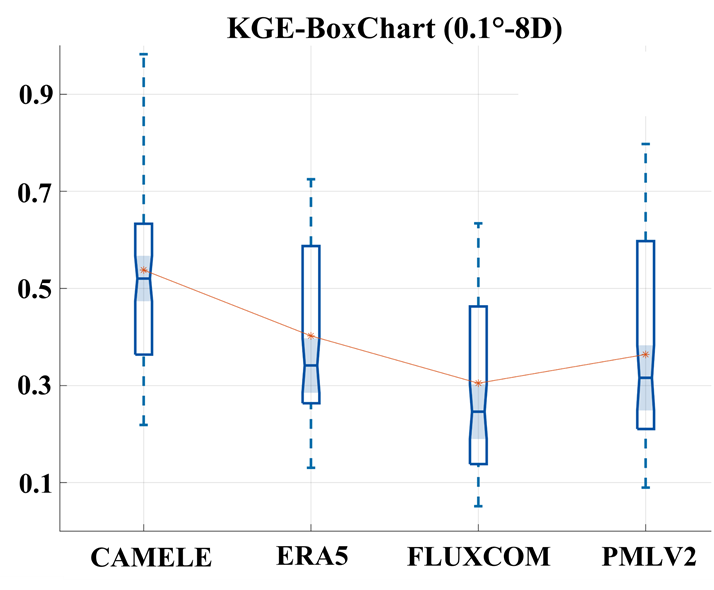 KGE-BoxChart (0.1°-8D)
0.9
0.7
0.5
0.3
0.1
CAMELE ERA5 FLUXCOM PMLV2